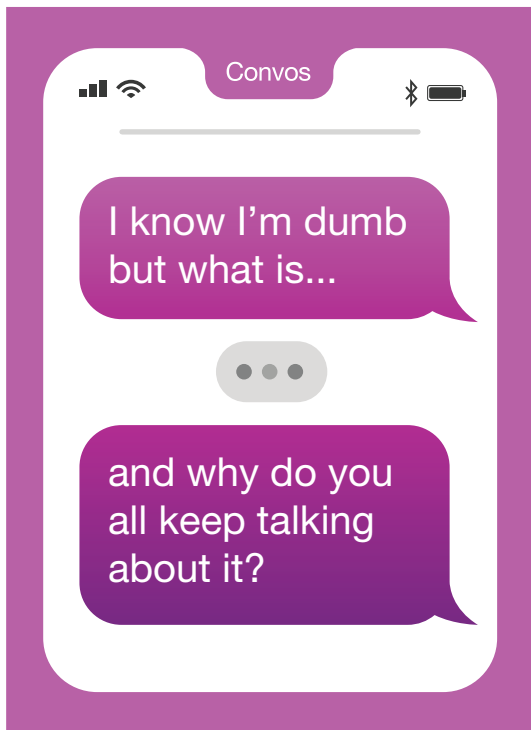 Convos
I know I’m dumb
but what is...
and why do you
all keep talking
about it?